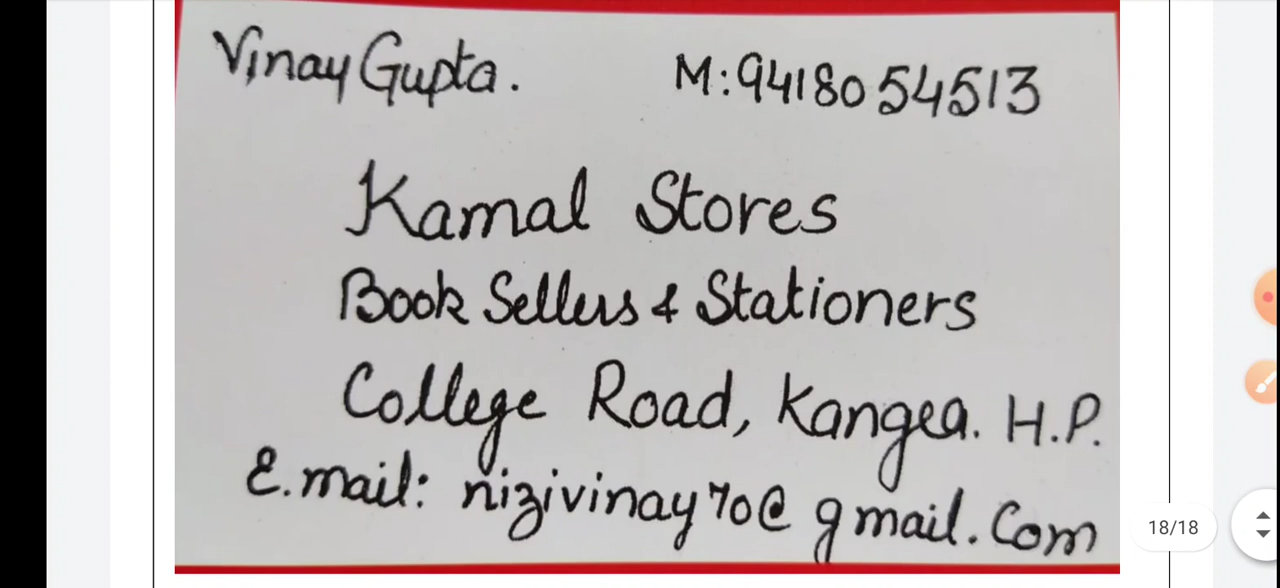 Vinay Gupta. M: 9418054513
Kamal Stores
Book Sellers & Stationers
College Road, Kangra. H.P.
E.mail: nizivinay70@gmail.Com
18/18